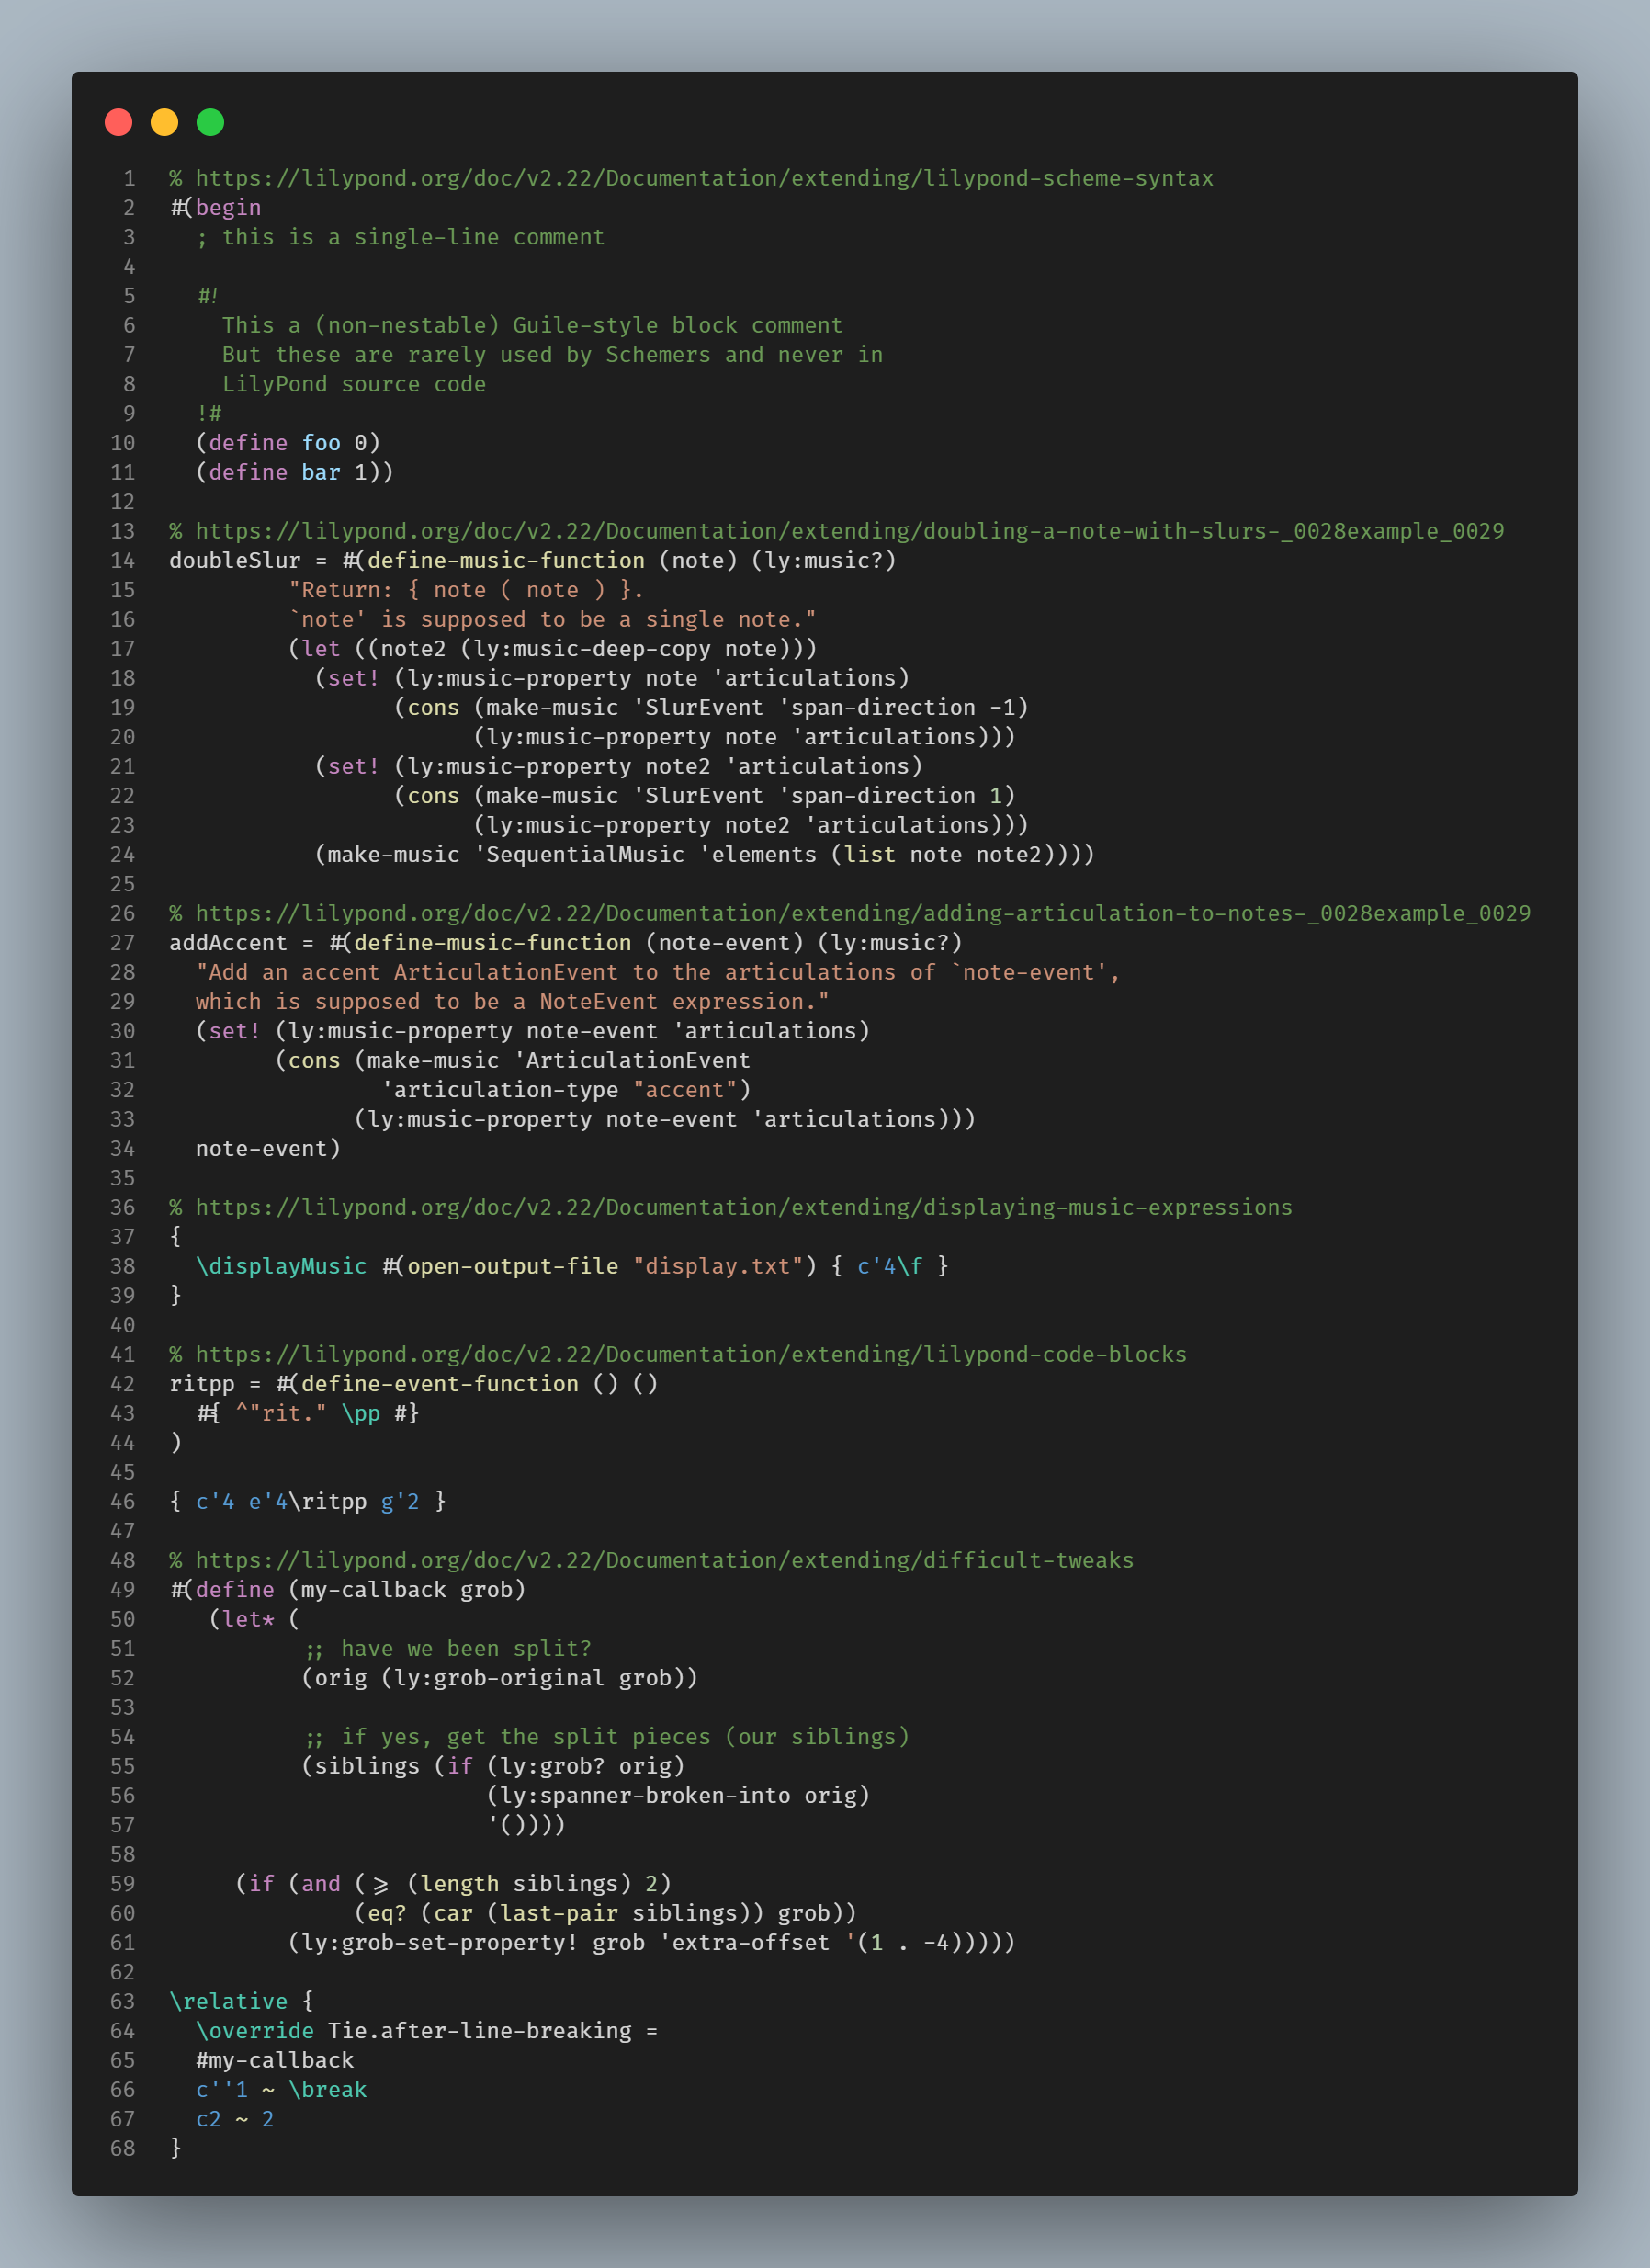 1 % https://lilypond.org/doc/v2.22/Documentation/extending/lilypond-scheme-syntax
2 #(begin
3   ; this is a single-line comment
4
5   #!
6     This a (non-nestable) Guile-style block comment
7     But these are rarely used by Schemers and never in
8     LilyPond source code
9   !#
10   (define foo 0)
11   (define bar 1))
12
13 % https://lilypond.org/doc/v2.22/Documentation/extending/doubling-a-note-with-slurs-_0028example_0029
14 doubleSlur = #(define-music-function (note) (ly:music?)
15          "Return: { note ( note ) }.
16          `note' is supposed to be a single note."
17          (let ((note2 (ly:music-deep-copy note)))
18            (set! (ly:music-property note 'articulations)
19                  (cons (make-music 'SlurEvent 'span-direction -1)
20                        (ly:music-property note 'articulations)))
21            (set! (ly:music-property note2 'articulations)
22                  (cons (make-music 'SlurEvent 'span-direction 1)
23                        (ly:music-property note2 'articulations)))
24            (make-music 'SequentialMusic 'elements (list note note2))))
25
26 % https://lilypond.org/doc/v2.22/Documentation/extending/adding-articulation-to-notes-_0028example_0029
27 addAccent = #(define-music-function (note-event) (ly:music?)
28   "Add an accent ArticulationEvent to the articulations of `note-event',
29   which is supposed to be a NoteEvent expression."
30   (set! (ly:music-property note-event 'articulations)
31         (cons (make-music 'ArticulationEvent
32                 'articulation-type "accent")
33               (ly:music-property note-event 'articulations)))
34   note-event)
35
36 % https://lilypond.org/doc/v2.22/Documentation/extending/displaying-music-expressions
37 {
38   \displayMusic #(open-output-file "display.txt") { c'4\f }
39 }
40
41 % https://lilypond.org/doc/v2.22/Documentation/extending/lilypond-code-blocks
42 ritpp = #(define-event-function () ()
43   #{ ^"rit." \pp #}
44 )
45
46 { c'4 e'4\ritpp g'2 }
47
48 % https://lilypond.org/doc/v2.22/Documentation/extending/difficult-tweaks
49 #(define (my-callback grob)
50    (let* (
51           ;; have we been split?
52           (orig (ly:grob-original grob))
53
54           ;; if yes, get the split pieces (our siblings)
55           (siblings (if (ly:grob? orig)
56                         (ly:spanner-broken-into orig)
57                         '())))
58
59      (if (and (>= (length siblings) 2)
60               (eq? (car (last-pair siblings)) grob))
61          (ly:grob-set-property! grob 'extra-offset '(1 . -4)))))
62
63 \relative {
64   \override Tie.after-line-breaking =
65   #my-callback
66   c''1 ~ \break
67   c2 ~ 2
68 }